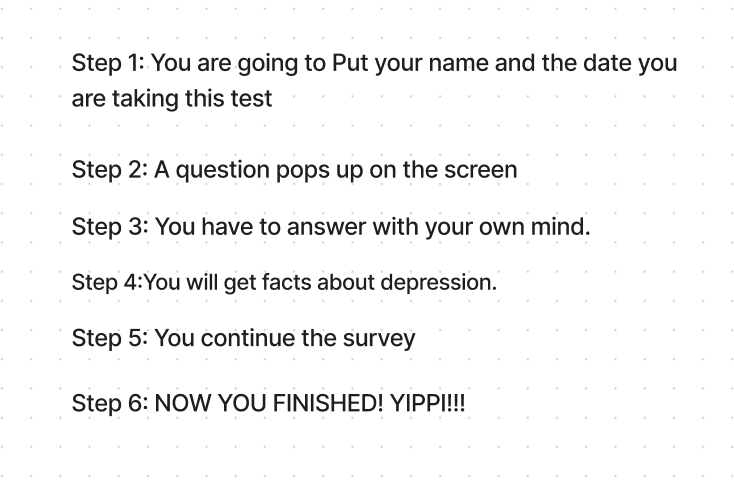 Step 1: You are going to Put your name and the date you
are taking this test
Step 2: A question pops up on the screen
Step 3: You have to answer with your own mind.
Step 4:You will get facts about depression.
Step 5: You continue the survey
Step 6: NOW YOU FINISHED! YIPPI!!!